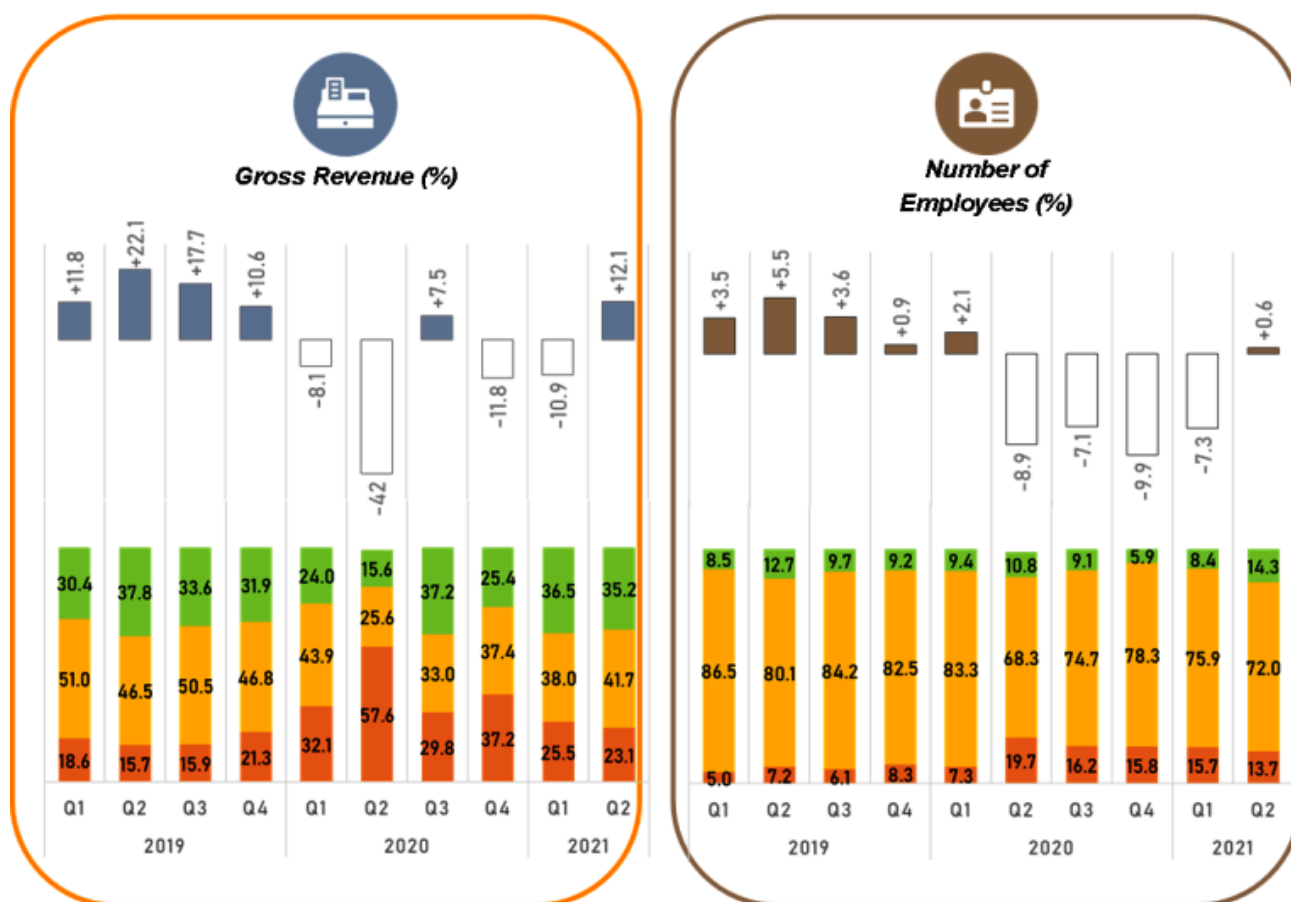 Gross Revenue (%)
+11.8 +22.1 +17.7 +10.6 -8.1 -42 +7.5 -11.8 -10.9 +12.1
30.4 37.8 33.6 31.9 24.0 15.6 37.2 25.4 36.5 35.2
51.0 46.5 50.5 46.8 43.9 25.6 33.0 37.4 38.0 41.7
18.6 15.7 15.9 21.3 32.1 57.6 29.8 37.2 25.5 23.1
Q1 Q2 Q3 Q4 Q1 Q2 Q3 Q4 Q1 Q2
2019 2020 2021
Number of
Employees (%)
+3.5 +5.5 +3.6 +0.9 +2.1 -8.9 -7.1 -9.9 -7.3 +0.6
8.5 12.7 9.7 9.2 9.4 10.8 9.1 5.9 8.4 14.3
86.5 80.1 84.2 82.5 83.3 68.3 74.7 78.3 75.9 72.0
5.0 7.2 6.1 8.3 7.3 19.7 16.2 15.8 15.7 13.7
Q1 Q2 Q3 Q4 Q1 Q2 Q3 Q4 Q1 Q2
2019 2020 2021